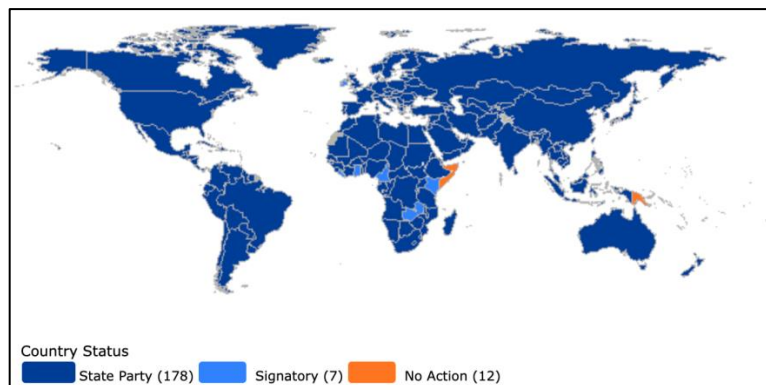 Country Status
State Party (178) Signatory (7) No Action (12)